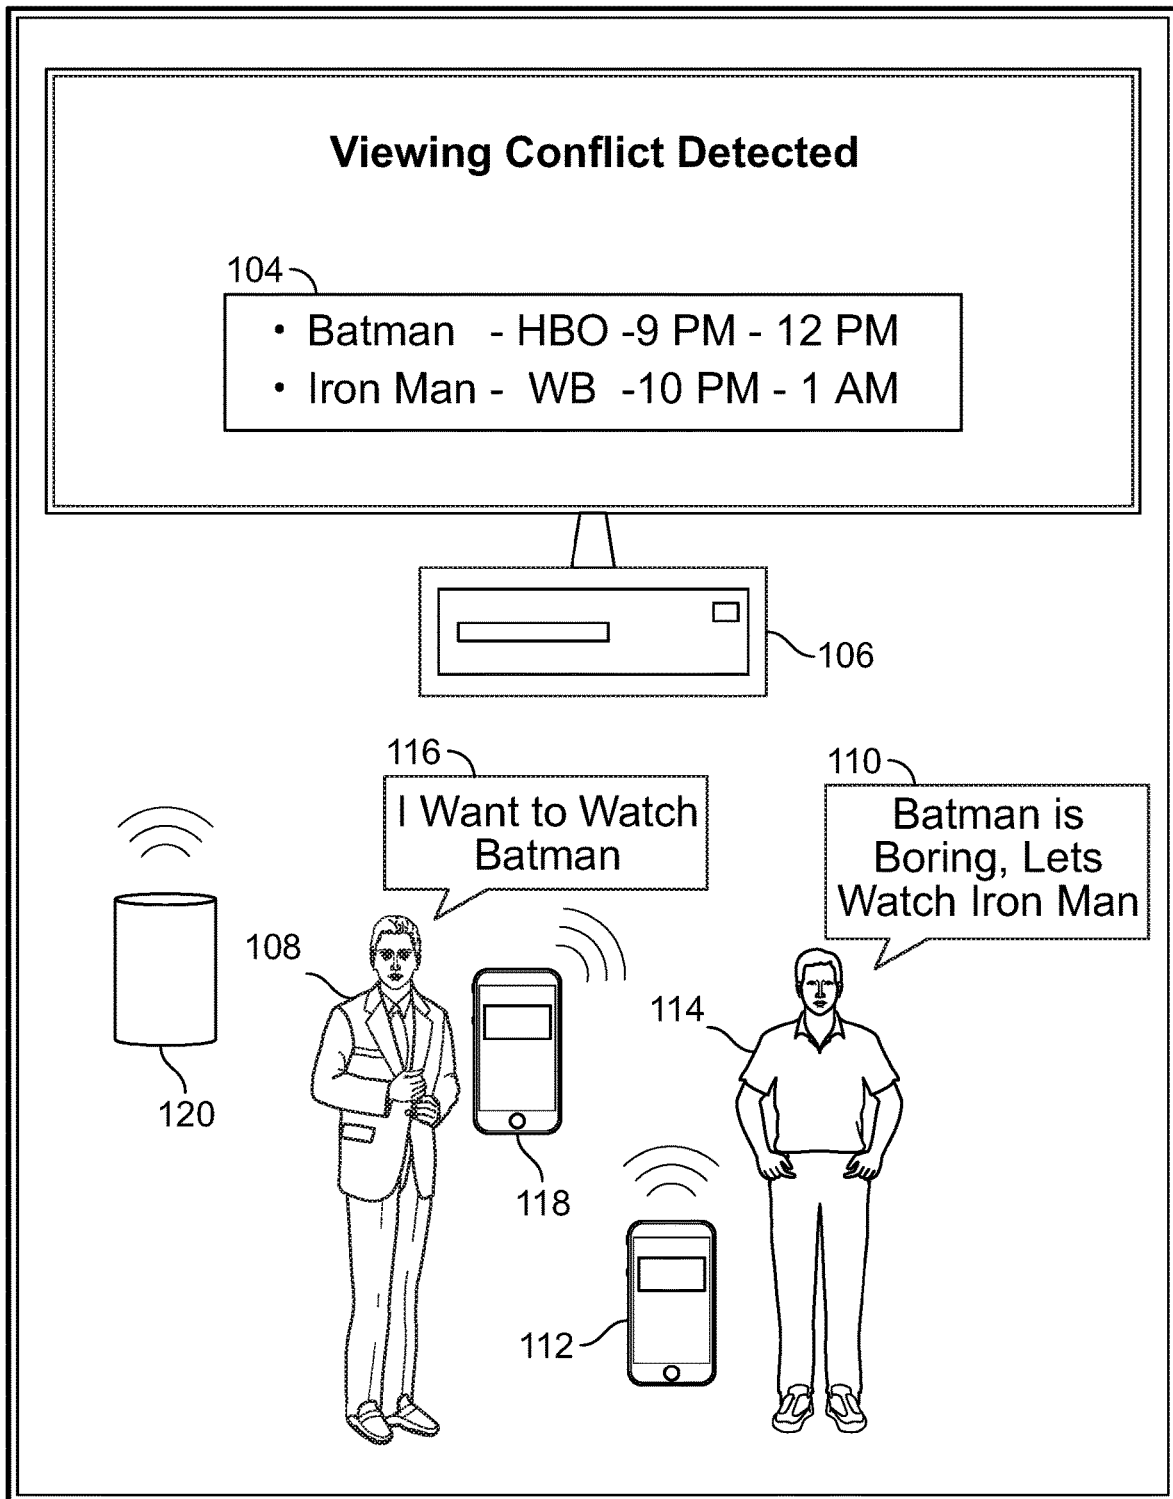 Viewing Conflict Detected
104
• Batman - HBO -9 PM - 12 PM
• Iron Man - WB -10 PM - 1 AM
106
116
I Want to Watch
Batman
110
Batman is
Boring, Lets
Watch Iron Man
108
114
120
118
112